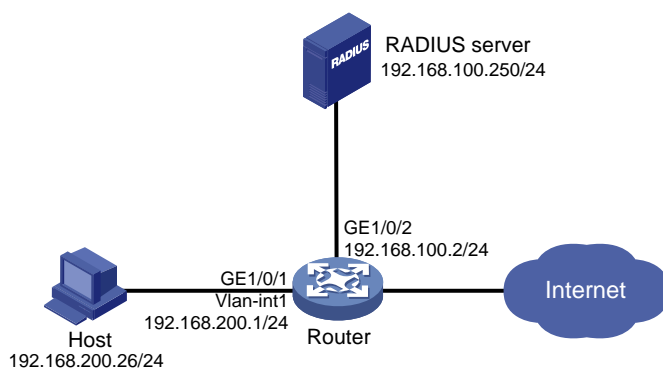 RADIUS
RADIUS server
192.168.100.250/24
GE1/0/2
192.168.100.2/24
GE1/0/1
Vlan-int1
192.168.200.1/24
Internet
Host
192.168.200.26/24
Router